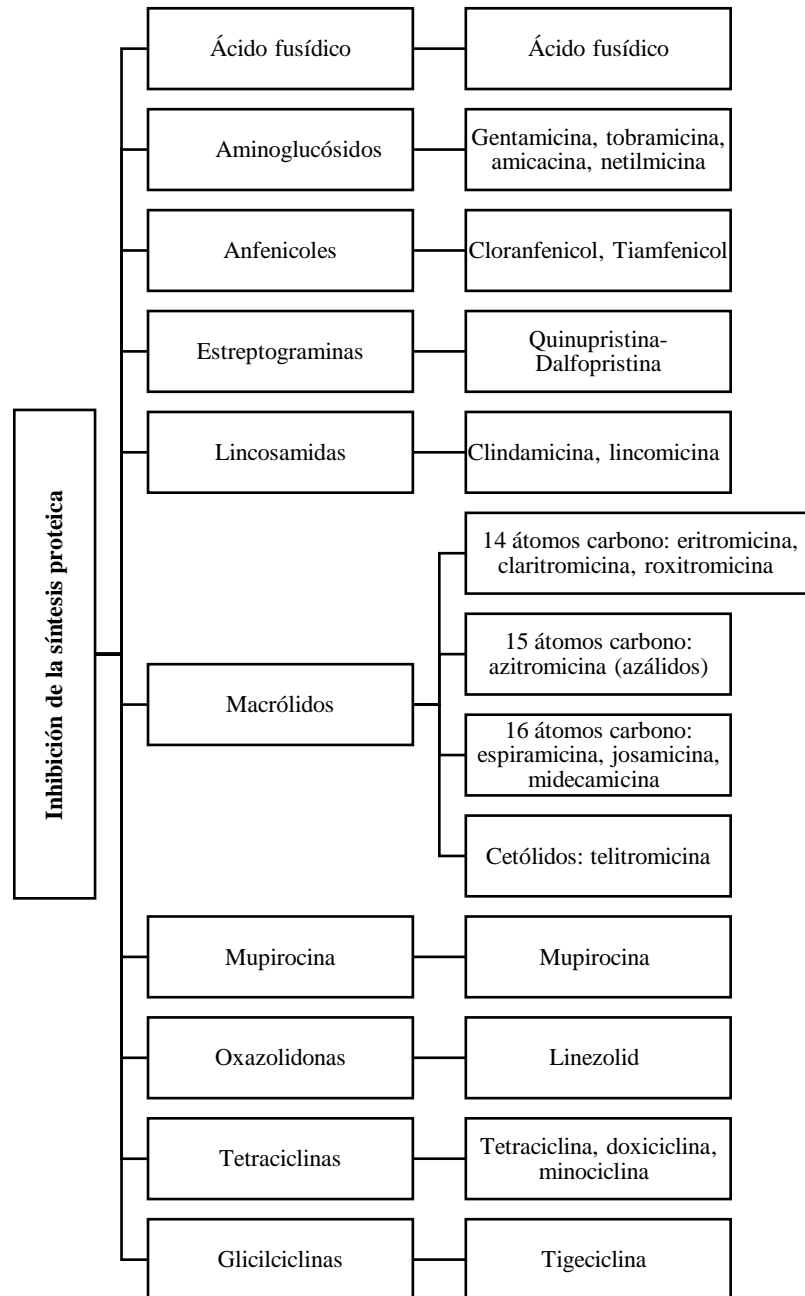 Ácido fusídico
Ácido fusídico
Aminoglucósidos
Gentamicina, tobramicina,
amicacina, netilmicina
Anfenicoles
Cloranfenicol, Tiamfenicol
Estreptograminas
Quinupristina-
Dalfopristina
Lincosamidas
Clindamicina, lincomicina
Inhibición de la síntesis proteica
Macrólidos
14 átomos carbono: eritromicina,
claritromicina, roxitromicina
15 átomos carbono:
azitromicina (azálidos)
16 átomos carbono:
espiramicina, josamicina,
midecamicina
Cetólidos: telitromicina
Mupirocina
Mupirocina
Oxazolidonas
Linezolid
Tetraciclinas
Tetraciclina, doxiciclina,
minociclina
Glicilciclinas
Tigeciclina